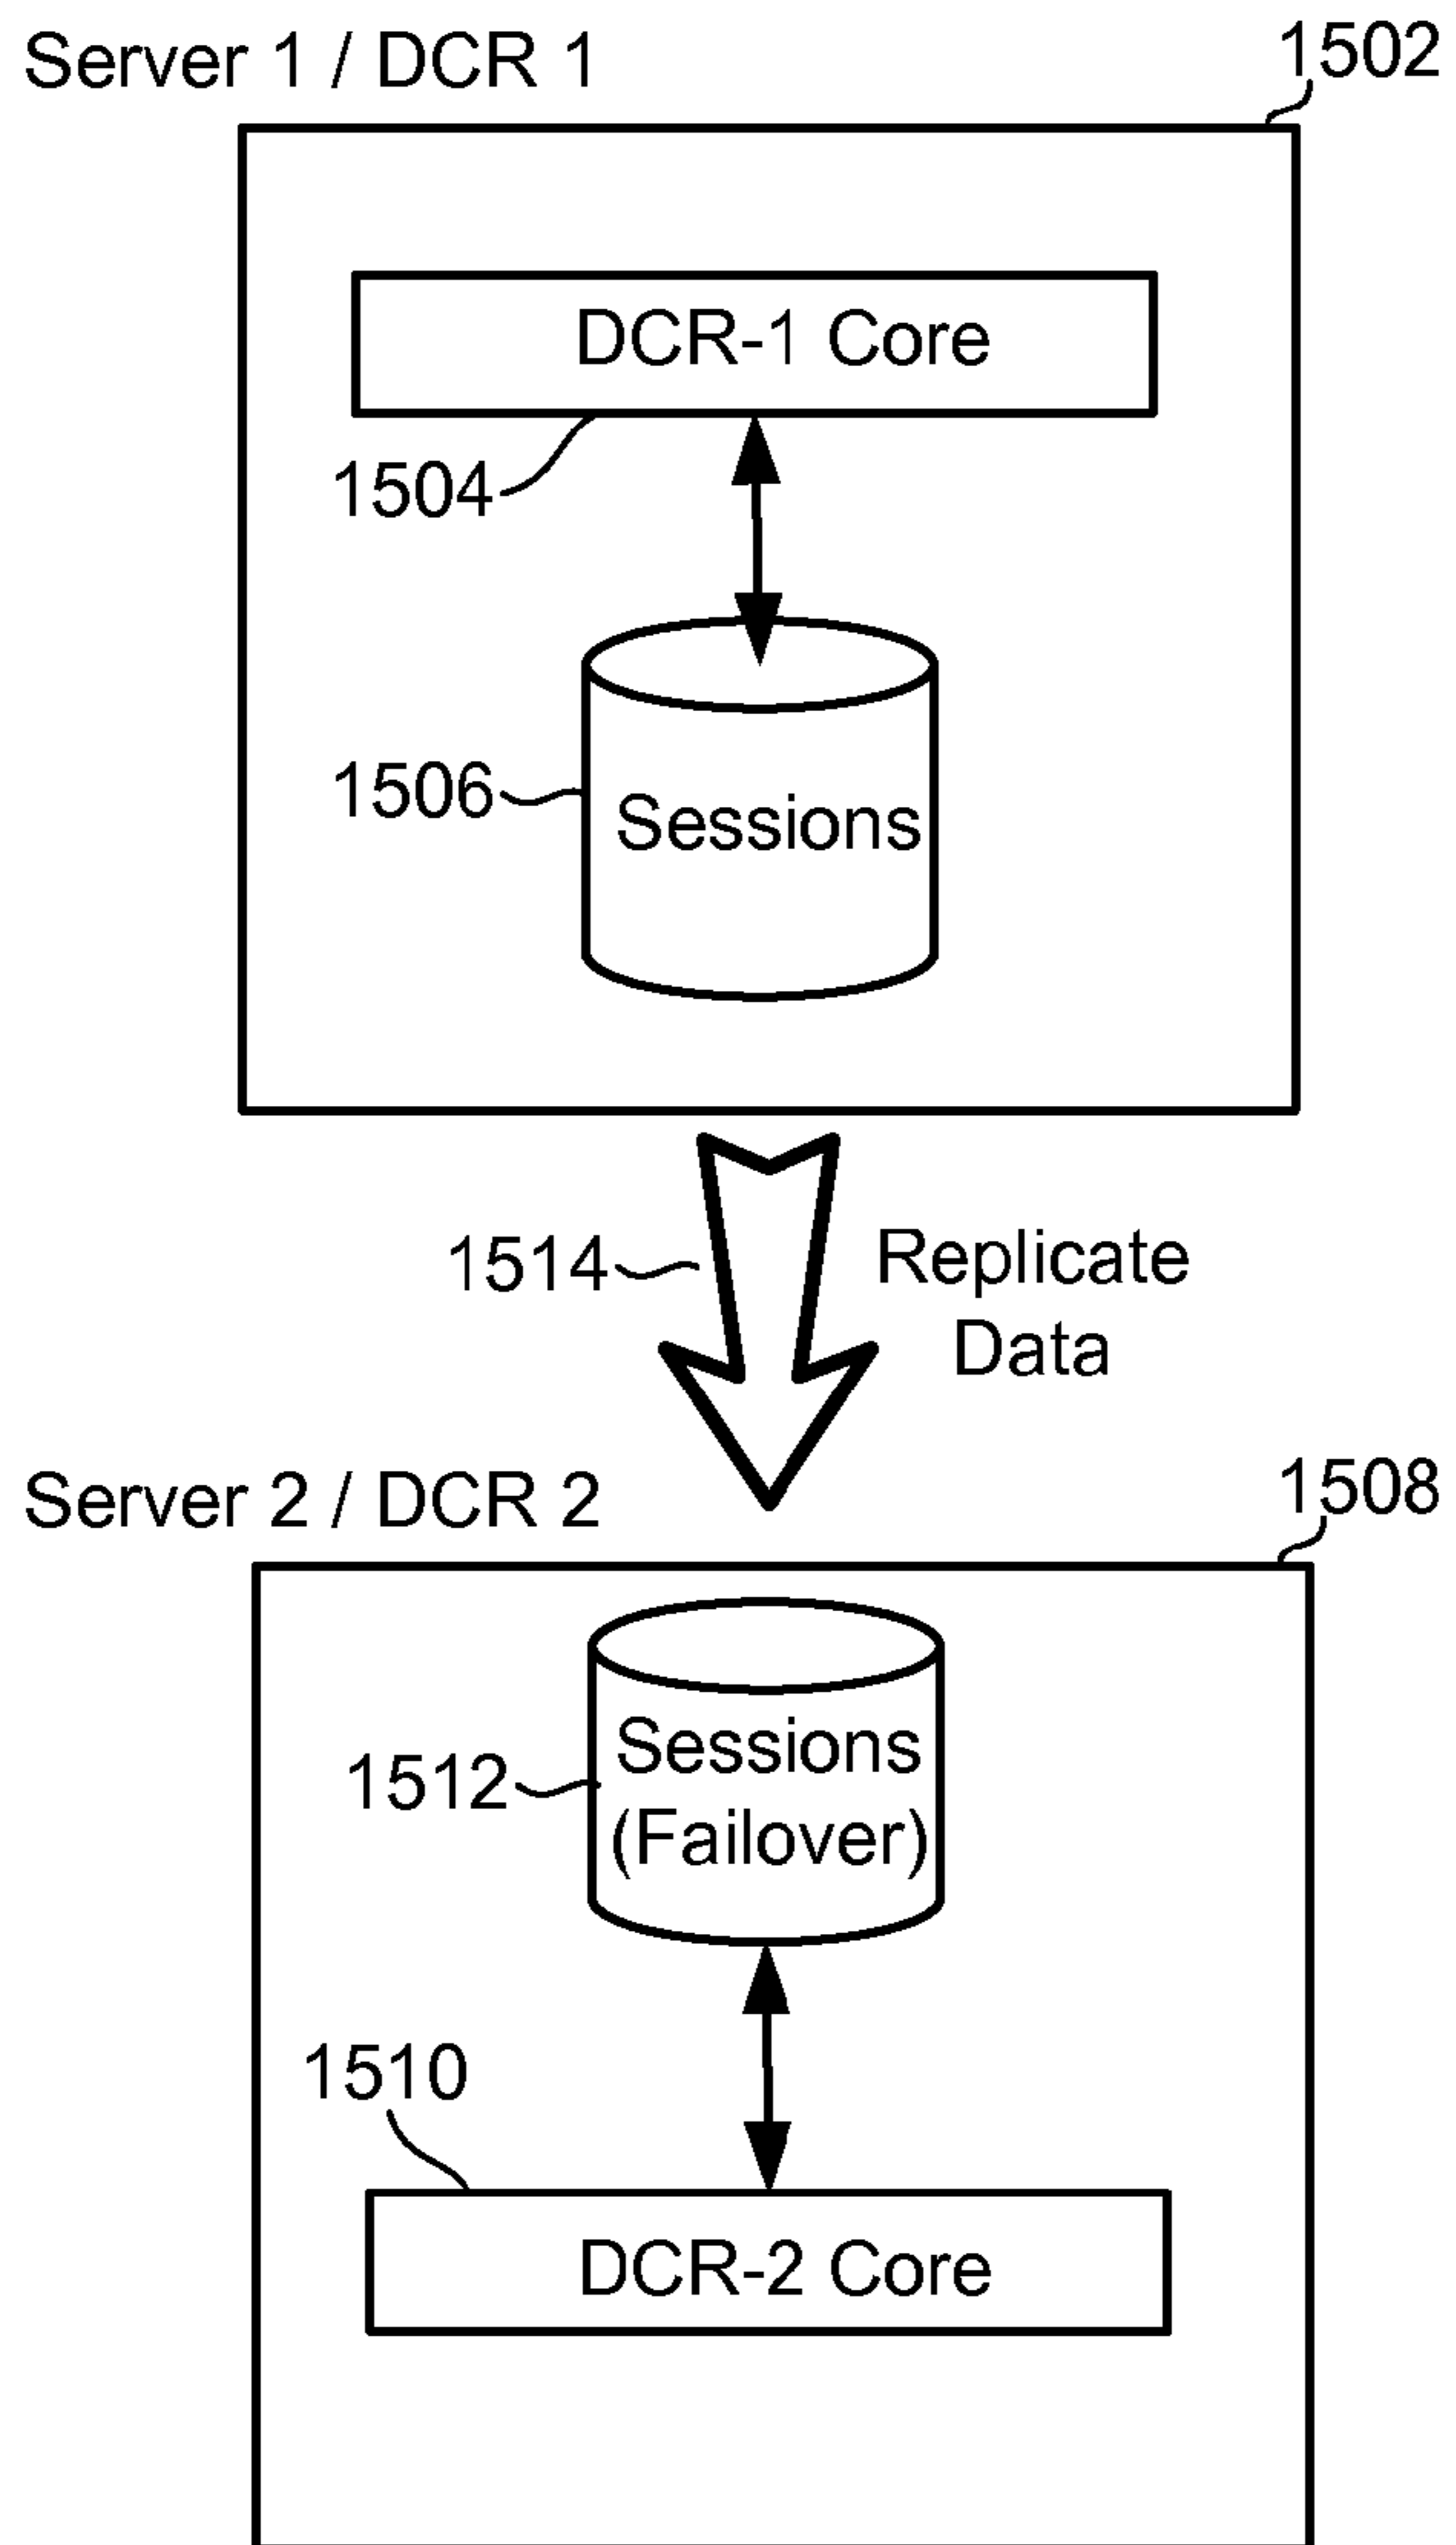 Server 1 / DCR 1
1502
DCR-1 Core
1504
1506
Sessions
1514
Replicate
Data
Server 2 / DCR 2
1508
1512
Sessions
(Failover)
1510
DCR-2 Core